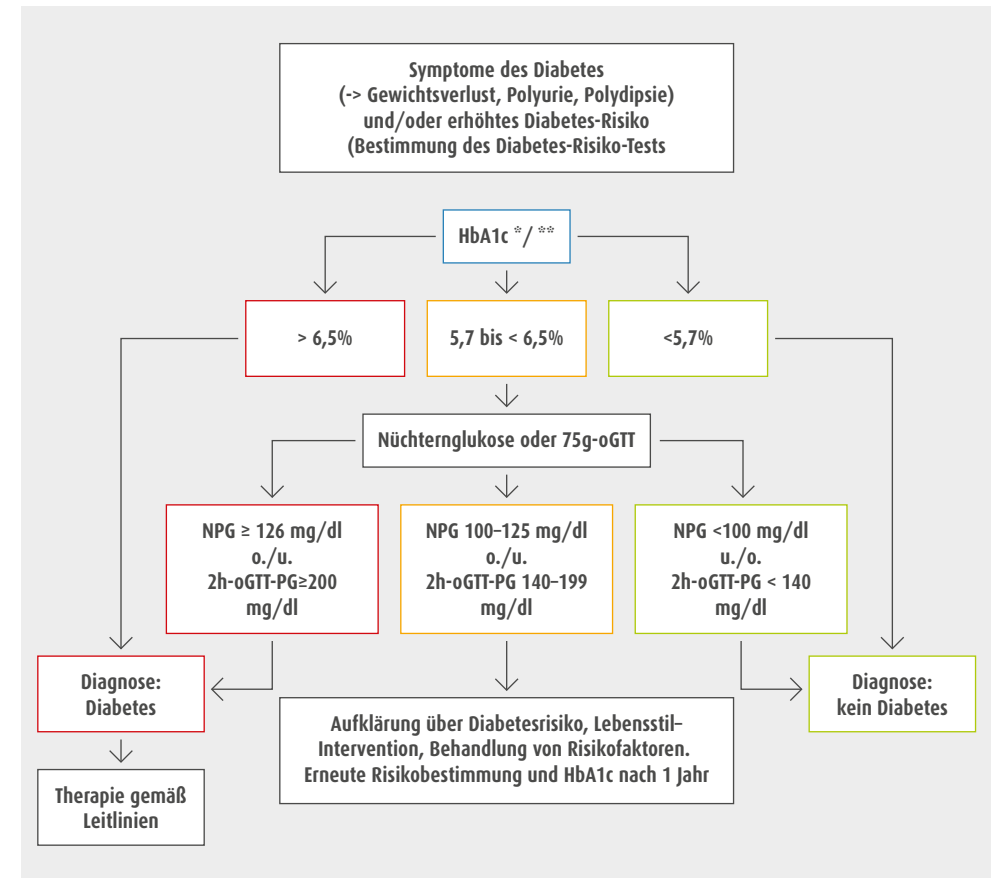 Symptome des Diabetes
(-> Gewichtsverlust, Polyurie, Polydipsie)
und/oder erhöhtes Diabetes-Risiko
(Bestimmung des Diabetes-Risiko-Tests
HbA1c */ **
> 6,5%
5,7 bis < 6,5%
<5,7%
Nüchternglukose oder 75g-oGTT
NPG ≥ 126 mg/dl
o./u.
2h-oGTT-PG≥200
mg/dl
NPG 100–125 mg/dl
o./u.
2h-oGTT-PG 140–199
mg/dl
NPG <100 mg/dl
u./o.
2h-oGTT-PG < 140
mg/dl
Diagnose:
Diabetes
Aufklärung über Diabetesrisiko, Lebensstil–
Intervention, Behandlung von Risikofaktoren.
Erneute Risikobestimmung und HbA1c nach 1 Jahr
Diagnose:
kein Diabetes
Therapie gemäß
Leitlinien